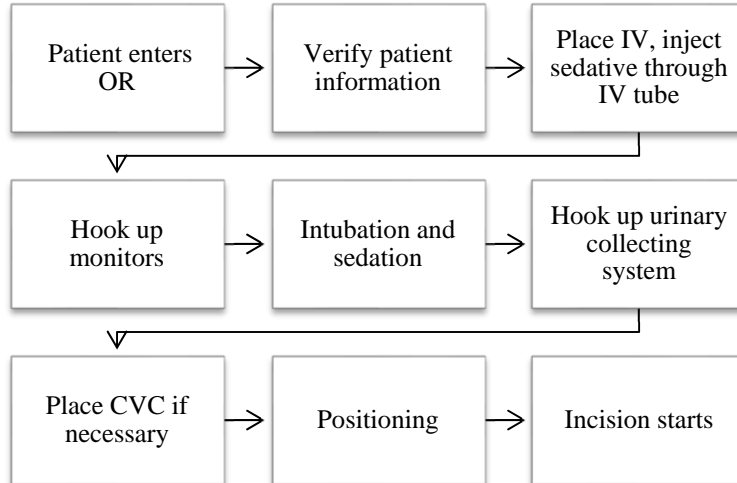 Patient enters
OR
Verify patient
information
Place IV, inject
sedative through
IV tube
Hook up
monitors
Intubation and
sedation
Hook up urinary
collecting
system
Place CVC if
necessary
Positioning
Incision starts